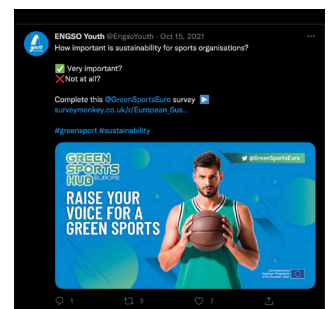 ENGSO Youth @EngsoYouth · Oct 15, 2021
How important is sustainability for sports organisations?
✅ Very important?
❌Not at all?
Complete this @GreenSportsEuro survey ▶️
surveymonkey.co.uk/r/European_Sus...
#greensport #sustainability
@GreenSportsEuro
GREEN
SPORTS
HUB EUROPE
RAISE YOUR
VOICE FOR A
GREEN SPORTS
1 3 7